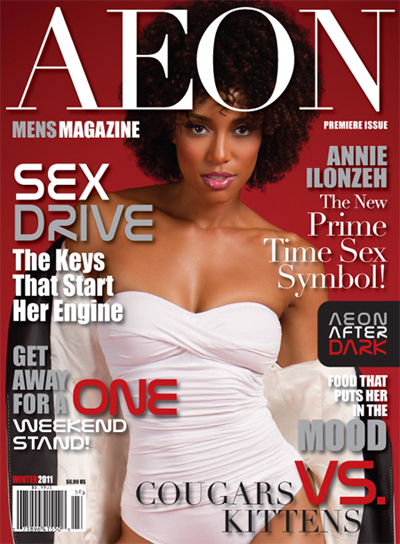 AEON
MENS MAGAZINE
PREMIERE ISSUE
SEX
DRIVE
The Keys
That Start
Her Engine
ANNIE
ILONZEH
The New
Prime
Time Sex
Symbol!
AEON
AFTER
DARK
GET
AWAY
FOR A ONE
WEEKEND
STAND!
FOOD THAT
PUTS HER
IN THE
MOOD
COUGARS VS.
KITTENS
WINTER 2011
$6.99 US